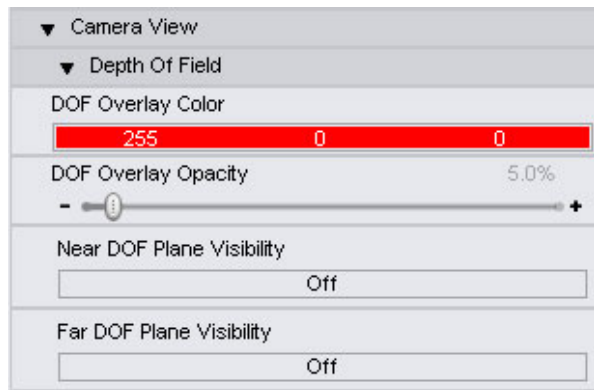 Camera View
Depth Of Field
DOF Overlay Color
255 0 0
DOF Overlay Opacity 5.0%
- +
Near DOF Plane Visibility
Off
Far DOF Plane Visibility
Off